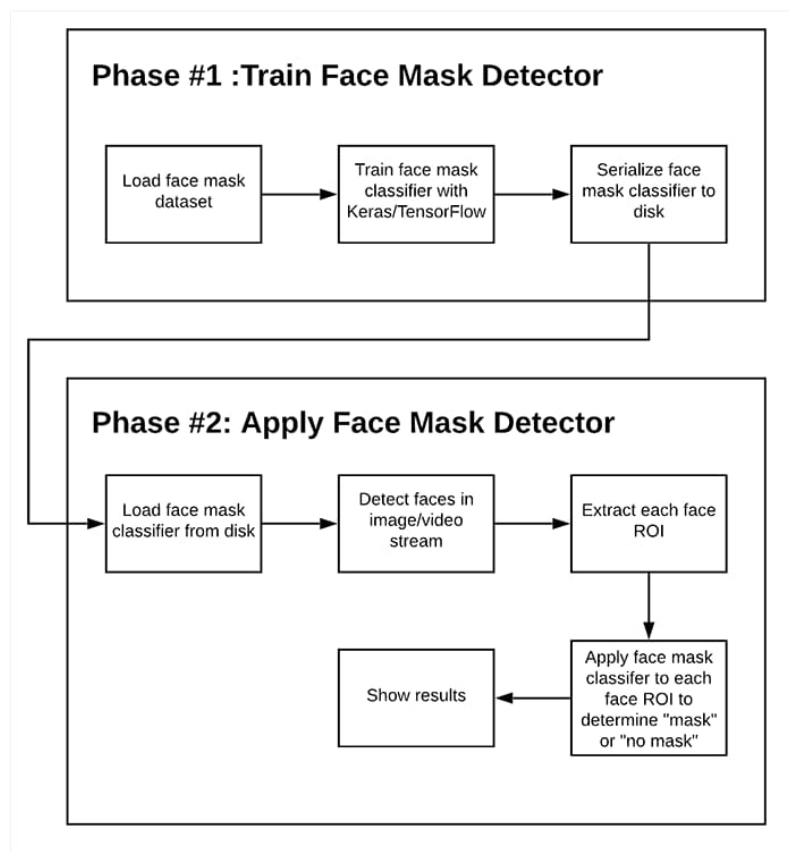 Phase #1 :Train Face Mask Detector
Load face mask
dataset
Train face mask
classifier with
Keras/TensorFlow
Serialize face
mask classifier to
disk
Phase #2: Apply Face Mask Detector
Load face mask
classifier from disk
Detect faces in
image/video
stream
Extract each face
ROI
Apply face mask
classifer to each
face ROI to
determine "mask"
or "no mask"
Show results